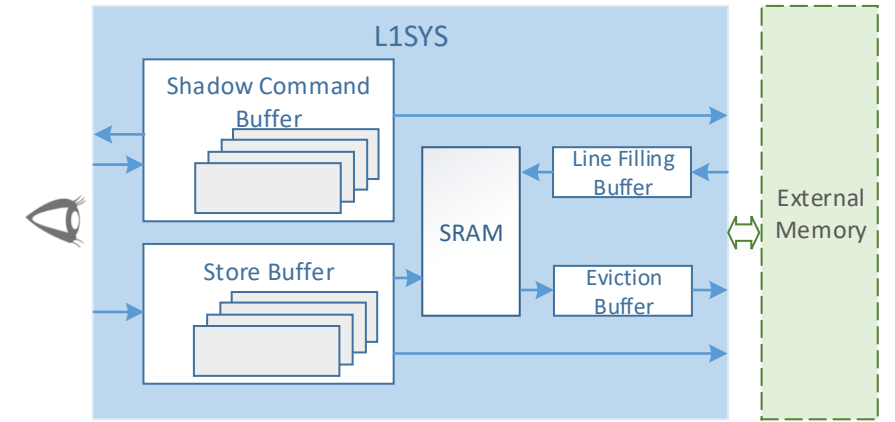 L1SYS
Shadow Command
Buffer
Line Filling
Buffer
SRAM
External
Memory
Store Buffer
Eviction
Buffer